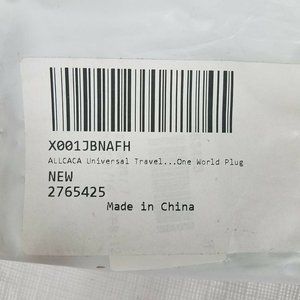 X001JBNAFH
ALLCACA Universal Travel...One World Plug
NEW
2765425
Made in China